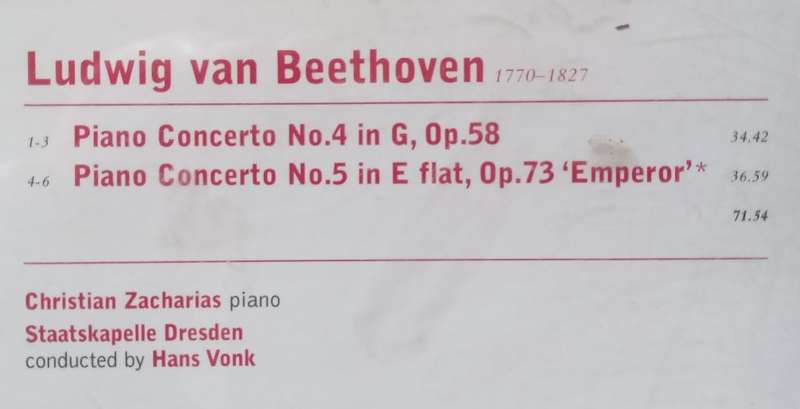 Ludwig van Beethoven 1770–1827
1-3 Piano Concerto No.4 in G, Op.58 34.42
4-6 Piano Concerto No.5 in E flat, Op.73 ‘Emperor’* 36.59
71.54
Christian Zacharias piano
Staatskapelle Dresden
conducted by Hans Vonk